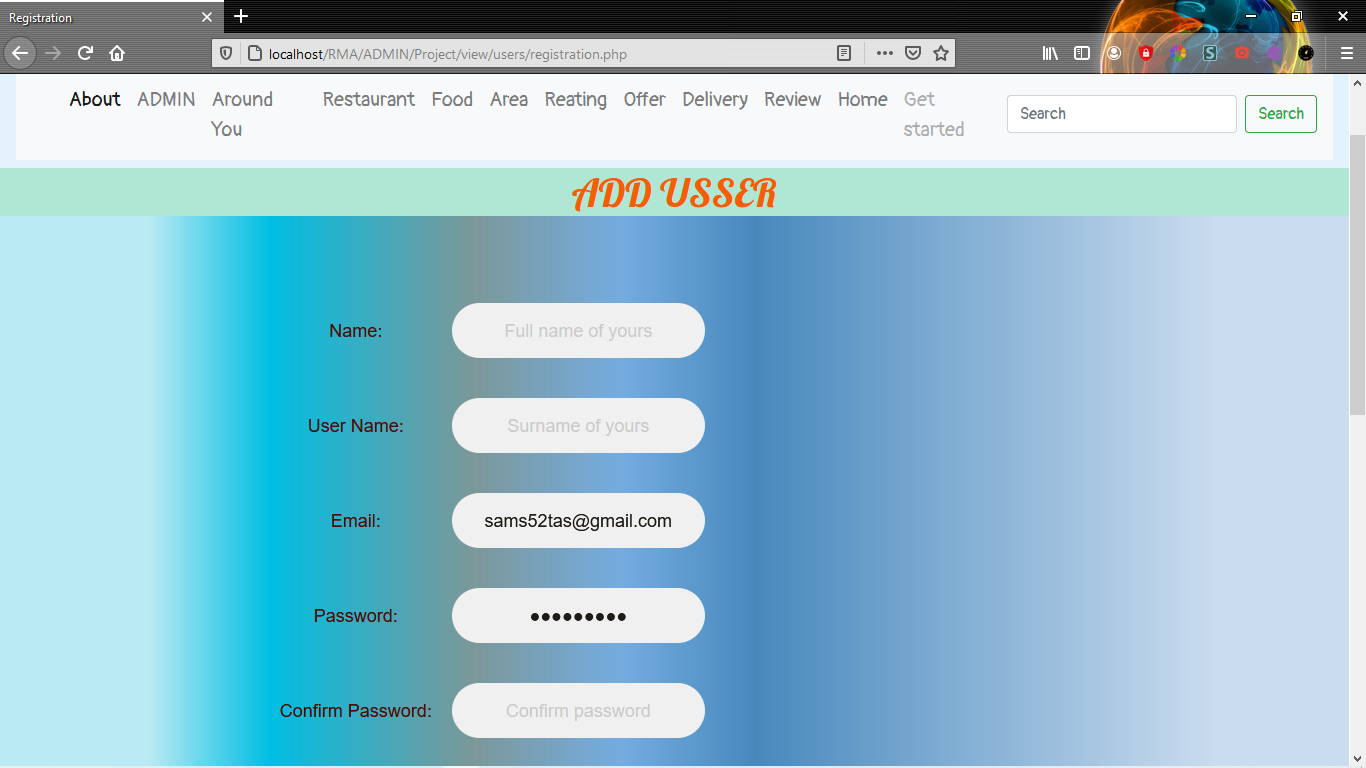 Registration
localhost/RMA/ADMIN/Project/view/users/registration.php
About ADMIN Around You Restaurant Food Area Reating Offer Delivery Review Home Get started Search Search
ADD USSER
Name: Full name of yours
User Name: Surname of yours
Email: sams52tas@gmail.com
Password: •••••••••
Confirm Password: Confirm password